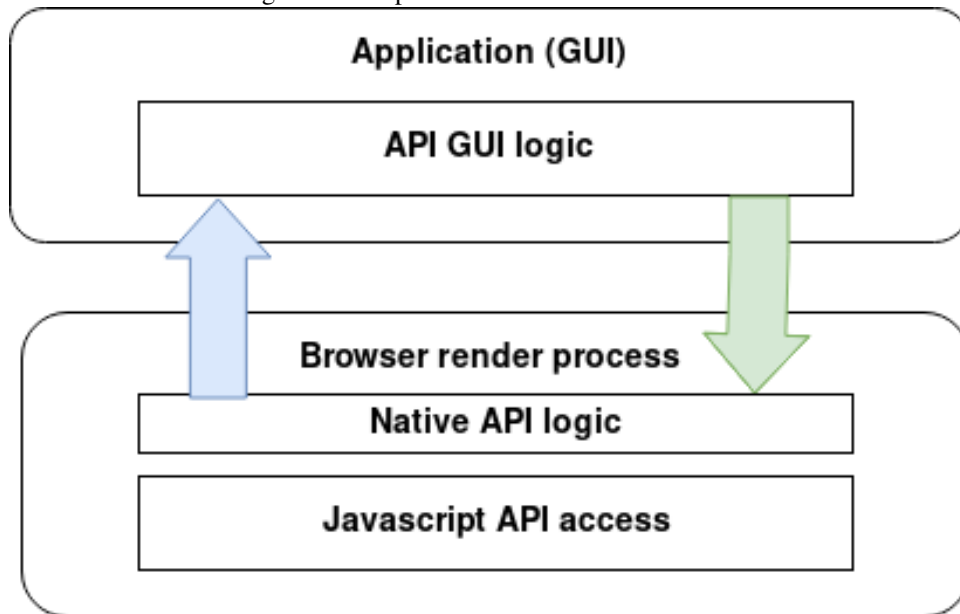 Application (GUI)
API GUI logic
Browser render process
Native API logic
Javascript API access